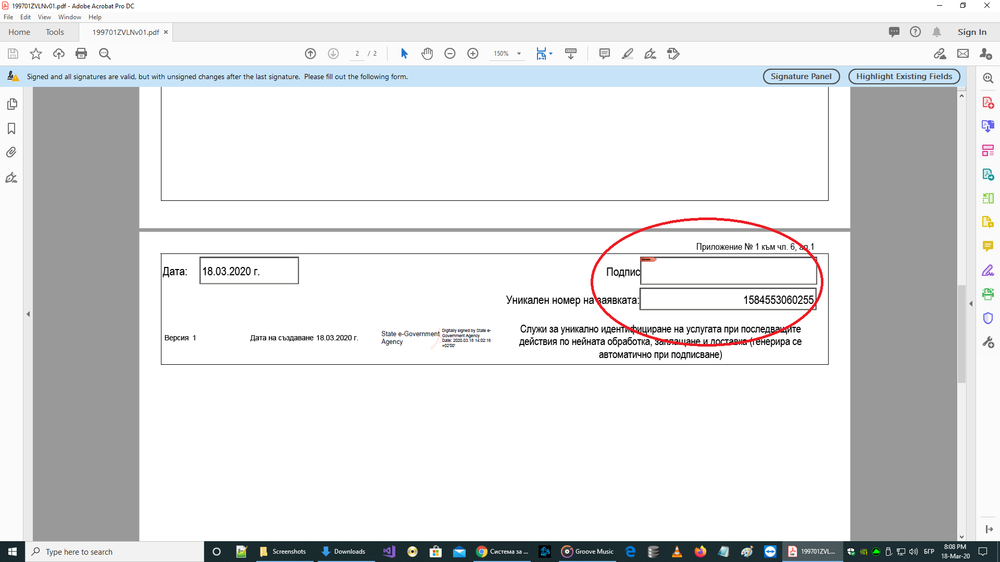 199701ZVLNv01.pdf - Adobe Acrobat Pro DC
File Edit View Window Help
Home Tools 199701ZVLNv01.pdf × Sign In
2 / 2 150%
Signed and all signatures are valid, but with unsigned changes after the last signature. Please fill out the following form. Signature Panel Highlight Existing Fields
Приложение № 1 към чл. 6, ал.1
Дата: 18.03.2020 г. Подпис
Уникален номер на заявката: 1584553060255
Версия 1 Дата на създаване 18.03.2020 г.
State e-Government
Agency
Digitally signed by State e-
Government Agency
Date: 2020.03.18 14:02:16
+02'00'
Служи за уникално идентифициране на услугата при последващите
действия по нейната обработка, заплащане и доставка (генерира се
автоматично при подписване)
Type here to search Screenshots Downloads Система за ... Groove Music 199701ZVL... БГР 8:08 PM
18-Mar-20